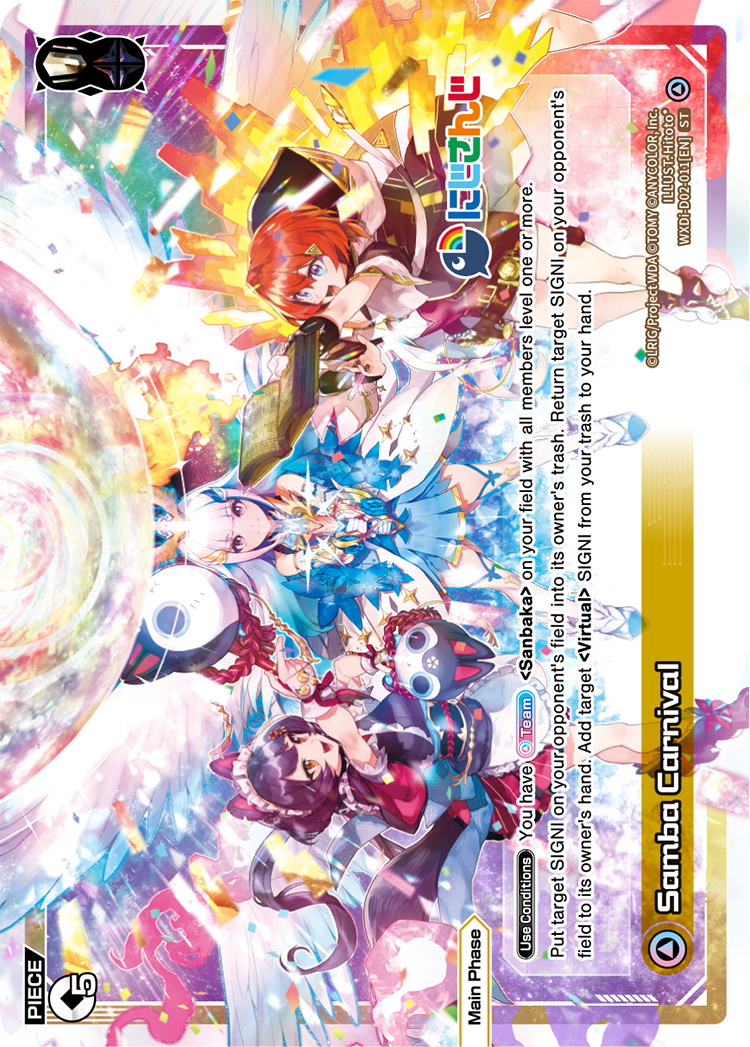 PIECE
5
にじさんじ
Main Phase
Use Conditions You have Team <Sanbaka> on your field with all members level one or more.
Put target SIGNI on your opponent's field into its owner's trash. Return target SIGNI on your opponent's
field to its owner's hand. Add target <Virtual> SIGNI from your trash to your hand.
Samba Carnival
©LRIG/Project WDA ©TOMY ©ANYCOLOR, Inc.
ILLUST.Hitoto*
WXDi-D02-011[EN] ST